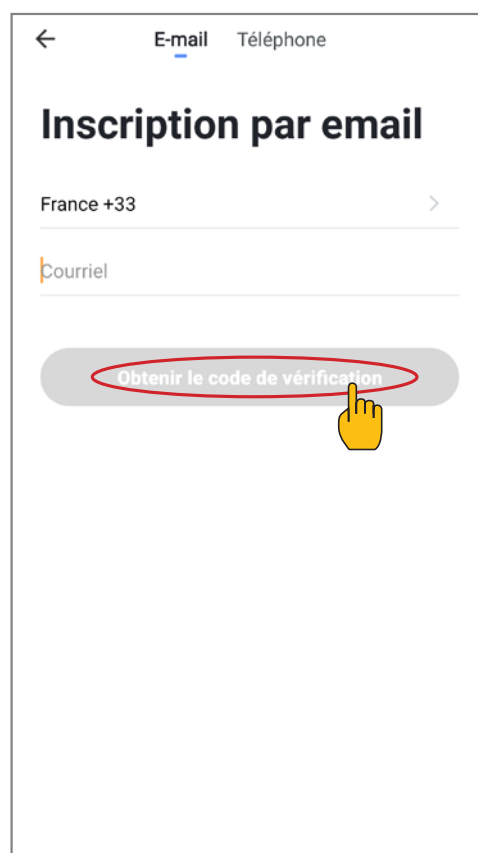 E-mail Téléphone
Inscription par email
France +33
Courriel
Obtenir le code de vérification